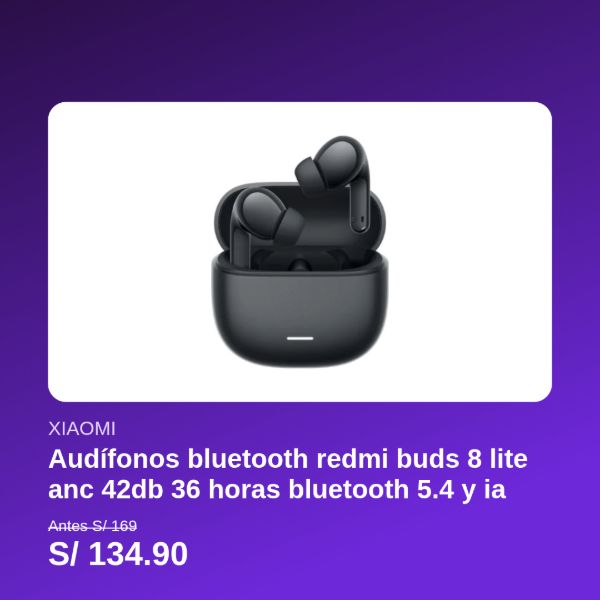 XIAOMI
Audífonos bluetooth redmi buds 8 lite
anc 42db 36 horas bluetooth 5.4 y ia
Antes S/ 169
S/ 134.90